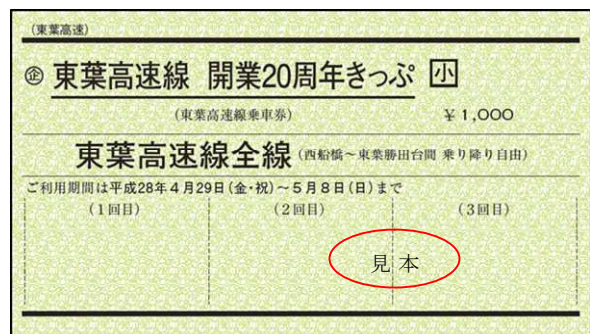 (東葉高速)
企 東葉高速線 開業20周年きっぷ 小
(東葉高速線乗車券) ¥1,000
東葉高速線全線(西船橋~東葉勝田台間 乗り降り自由)
ご利用期間は平成28年4月29日(金・祝)~5月8日(日)まで
(1回目) (2回目) (3回目)
見本